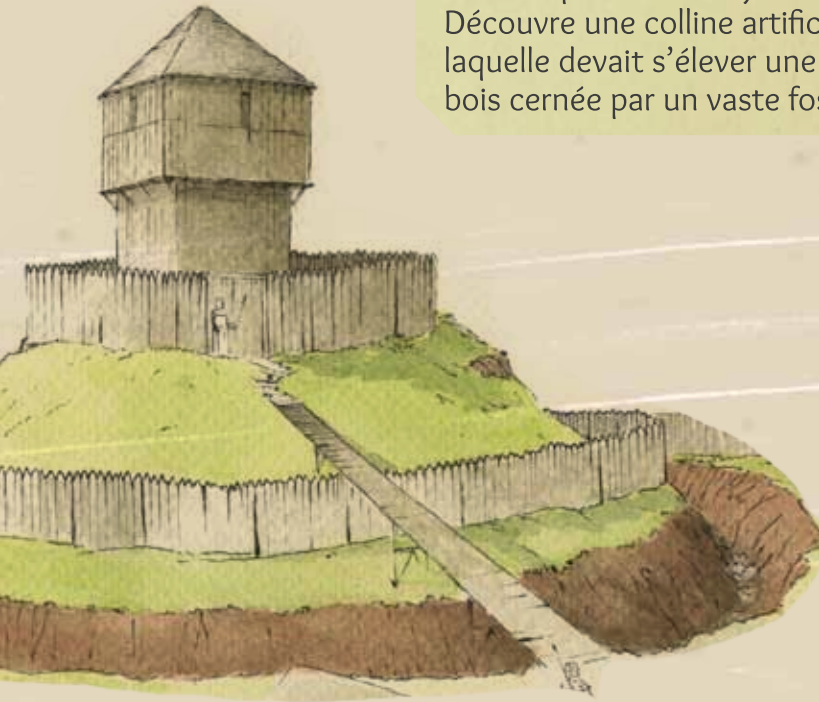 Découvre une colline artific
laquelle devait s'élever une
bois cernée par un vaste fos